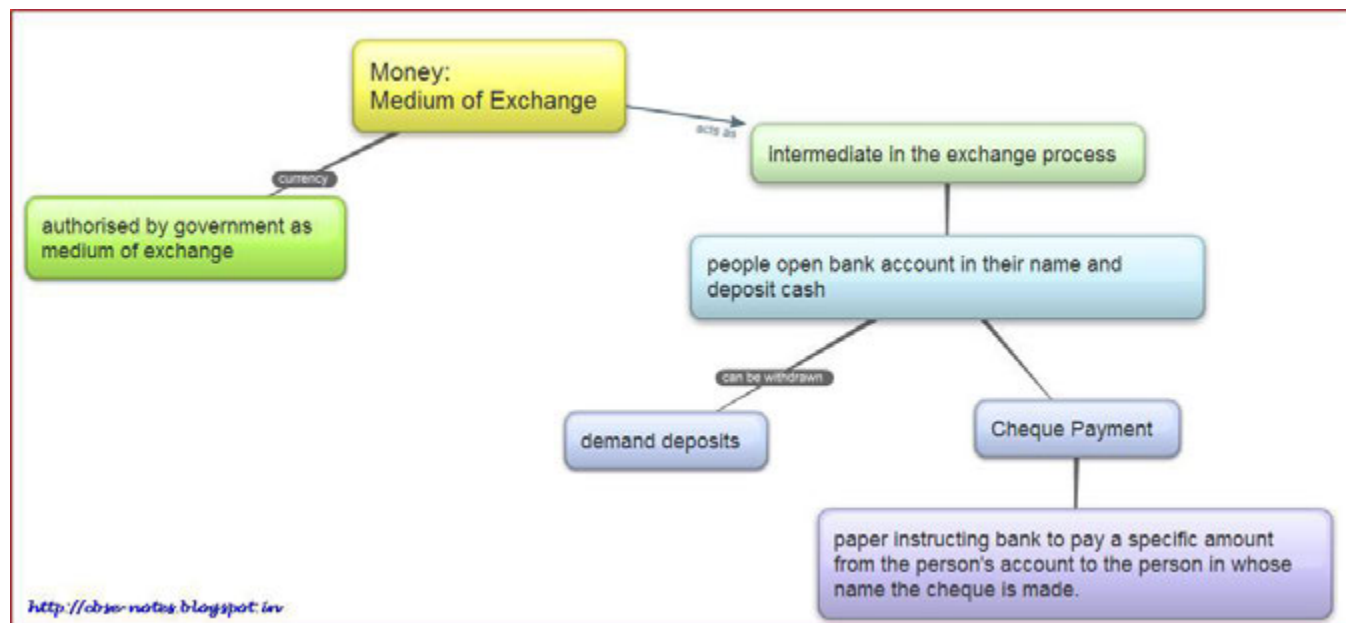 Money:
Medium of Exchange
acts as
intermediate in the exchange process
currency
authorised by government as
medium of exchange
people open bank account in their name and
deposit cash
can be withdrawn
demand deposits
Cheque Payment
paper instructing bank to pay a specific amount
from the person's account to the person in whose
name the cheque is made.
http://cbse-notes.blogspot.in